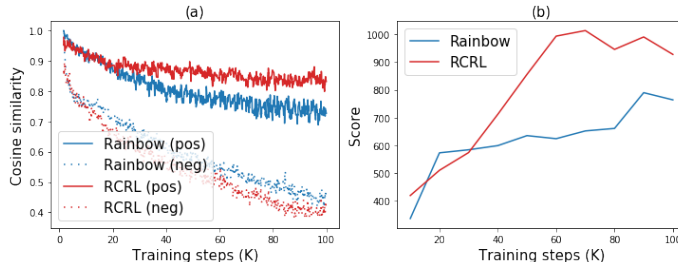 (a)
Cosine similarity
1.0
0.9
0.8
0.7
0.6
0.5
0.4
Rainbow (pos)
Rainbow (neg)
RCRL (pos)
RCRL (neg)
0
20
40
60
80
100
Training steps (K)
(b)
Score
1000
900
800
700
600
500
400
Rainbow
RCRL
20
40
60
80
100
Training steps (K)